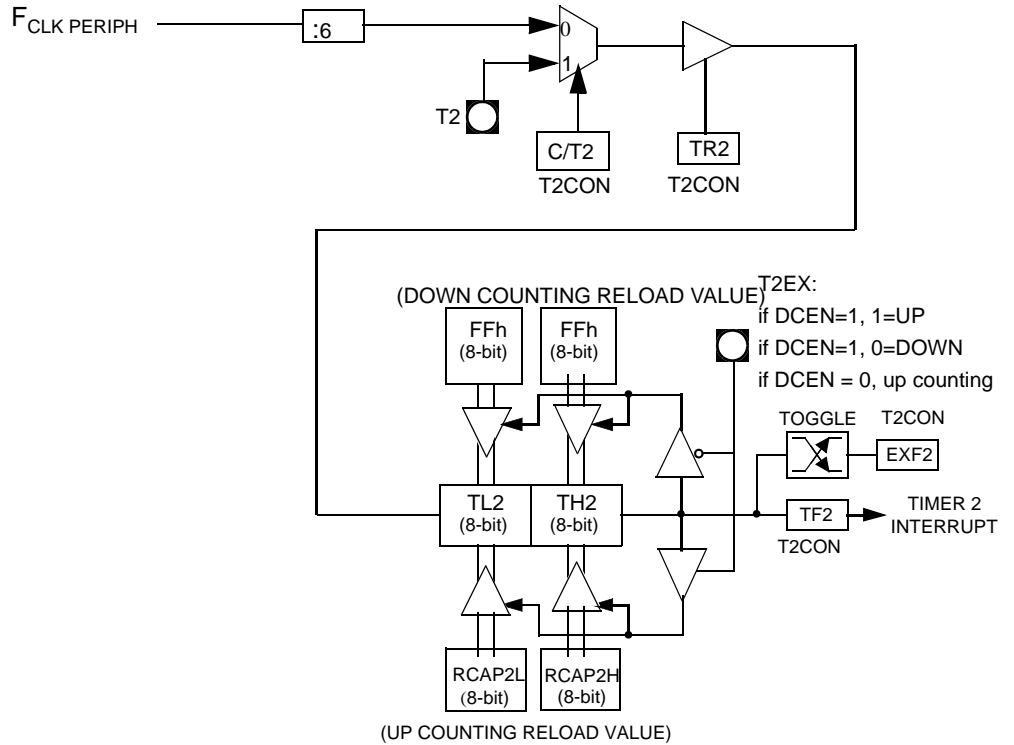 FCLK PERIPH
:6
0
1
T2
C/T2
TR2
T2CON
T2CON
T2EX:
(DOWN COUNTING RELOAD VALUE)
if DCEN=1, 1=UP
FFh
(8-bit)
FFh
(8-bit)
if DCEN=1, 0=DOWN
if DCEN = 0, up counting
TOGGLE
T2CON
EXF2
TL2
(8-bit)
TH2
(8-bit)
TF2
TIMER 2
INTERRUPT
T2CON
RCAP2L
(8-bit)
RCAP2H
(8-bit)
(UP COUNTING RELOAD VALUE)